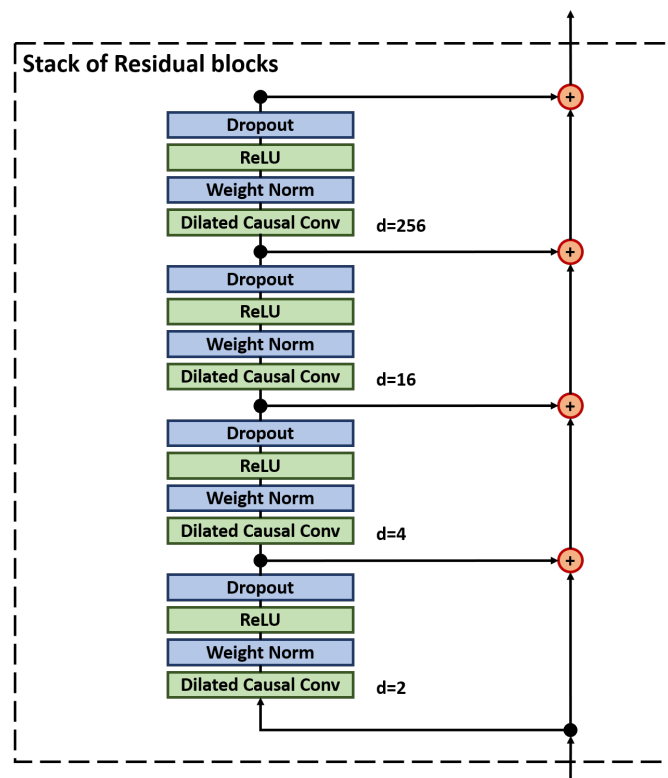 Stack of Residual blocks
Dropout
ReLU
Weight Norm
Dilated Causal Conv d=256
Dropout
ReLU
Weight Norm
Dilated Causal Conv d=16
Dropout
ReLU
Weight Norm
Dilated Causal Conv d=4
Dropout
ReLU
Weight Norm
Dilated Causal Conv d=2